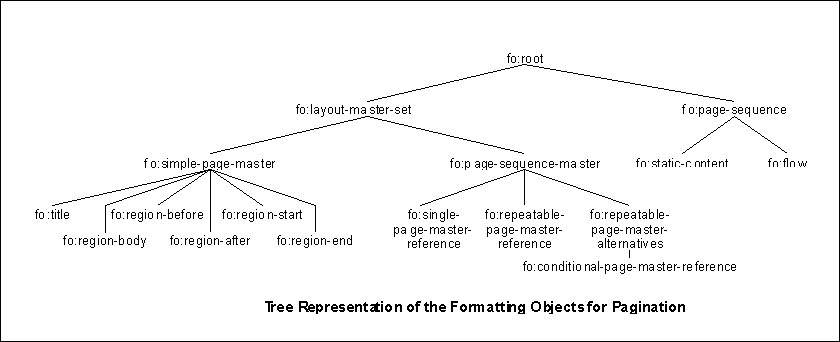 fo:root
fo:layout-master-set
fo:page-sequence
fo:simple-page-master
fo:page-sequence-master
fo:static-content
fo:flow
fo:title
fo:region-before
fo:region-start
fo:region-body
fo:region-after
fo:region-end
fo:single-
page-master-
reference
fo:repeatable-
page-master-
reference
fo:repeatable-
page-master-
alternatives
fo:conditional-page-master-reference
Tree Representation of the Formatting Objects for Pagination